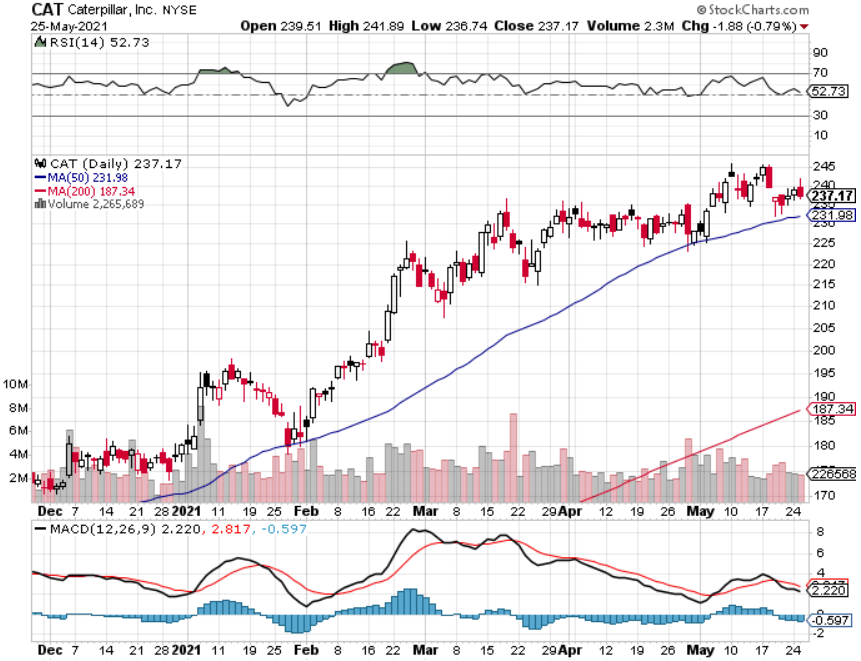 CAT Caterpillar, Inc. NYSE
© StockCharts.com
25-May-2021
Open 239.51 High 241.89 Low 236.74 Close 237.17 Volume 2.3M Chg -1.88 (-0.79%)
RSI(14) 52.73
90
70
52.73
30
10
CAT (Daily) 237.17
MA(50) 231.98
MA(200) 187.34
Volume 2,265,689
245
240
237.17
235
231.98
230
225
220
215
210
205
200
195
190
187.34
185
180
175
170
226568
10M
8M
6M
4M
2M
Dec 7 14 21 28 2021 11 19 25 Feb 8 16 22 Mar 8 15 22 29 Apr 12 19 26 May 10 17 24
MACD(12,26,9) 2.220, 2.817, -0.597
8
6
4
2.220
0
-0.597
-2
Dec 7 14 21 28 2021 11 19 25 Feb 8 16 22 Mar 8 15 22 29 Apr 12 19 26 May 10 17 24